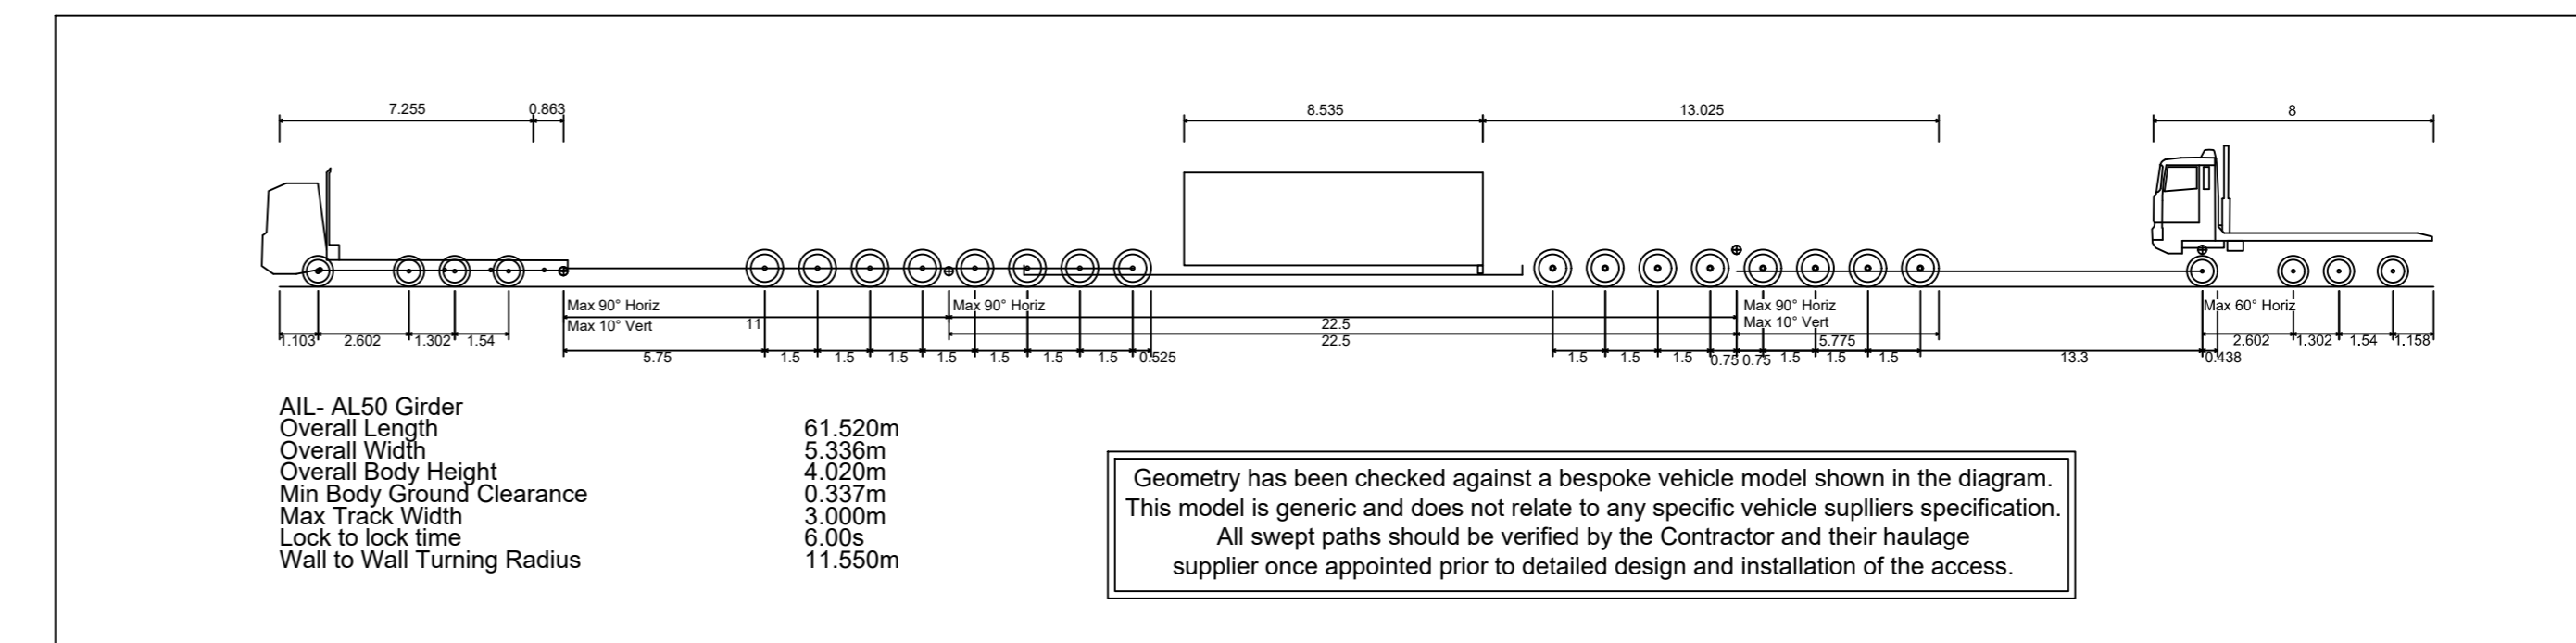 7.255 0.863 8.535 13.025 8
Max 90° Horiz Max 90° Horiz Max 90° Horiz Max 60° Horiz
Max 10° Vert 11 22.5 Max 10° Vert
1.103 2.602 1.302 1.54 22.5 5.775 2.602 1.302 1.54 1.158
5.75 1.5 1.5 1.5 1.5 1.5 1.5 1.5 0.525 1.5 1.5 1.5 0.75 0.75 1.5 1.5 1.5 13.3 0.438
AIL- AL50 Girder
Overall Length 61.520m
Overall Width 5.336m
Overall Body Height 4.020m
Min Body Ground Clearance 0.337m
Max Track Width 3.000m
Lock to lock time 6.00s
Wall to Wall Turning Radius 11.550m
Geometry has been checked against a bespoke vehicle model shown in the diagram.
This model is generic and does not relate to any specific vehicle suplliers specification.
All swept paths should be verified by the Contractor and their haulage
supplier once appointed prior to detailed design and installation of the access.